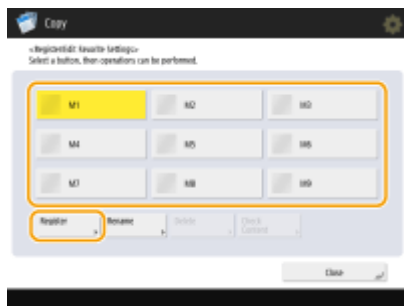 Copy
<Register/Edit Favorite Settings>
Select a button, then operations can be performed.
M1 M2 M3
M4 M5 M6
M7 M8 M9
Register Rename Delete Check
Content
Close